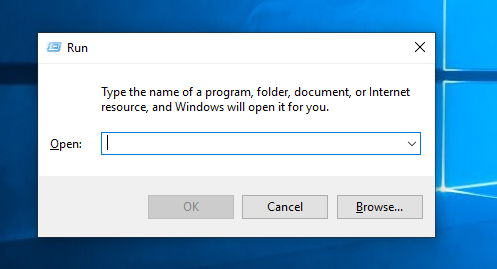 Run
Type the name of a program, folder, document, or Internet
resource, and Windows will open it for you.
Open:
OK Cancel Browse...